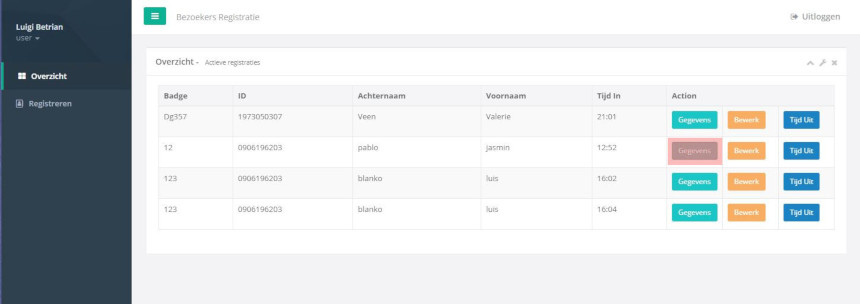 Luigi Betrian
user
Overzicht
Registreren
Bezoekers Registratie
Uitloggen
Overzicht - Actieve registraties
Badge ID Achternaam Voornaam Tijd In Action
Dg357 1973050307 Veen Valerie 21:01 Gegevens Bewerk Tijd Uit
12 0906196203 pablo jasmin 12:52 Gegevens Bewerk Tijd Uit
123 0906196203 blanko luis 16:02 Gegevens Bewerk Tijd Uit
123 0906196203 blanko luis 16:04 Gegevens Bewerk Tijd Uit